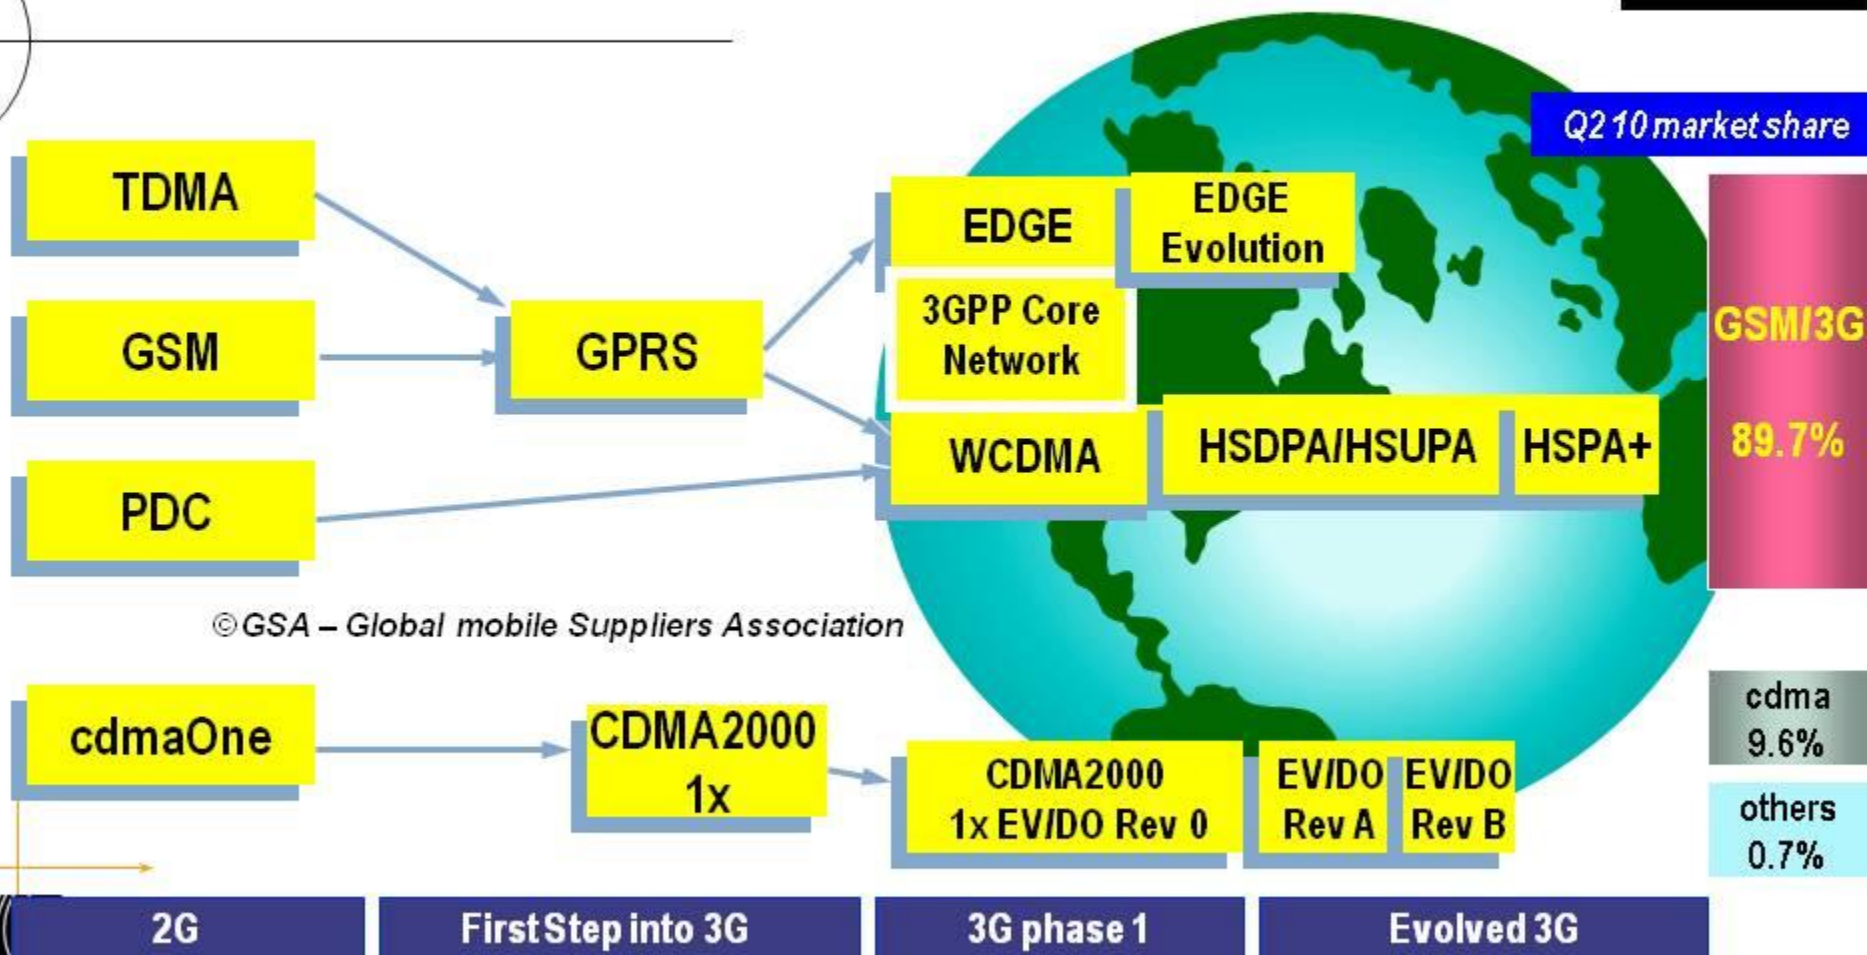 Q2 10 market share
TDMA
GSM
PDC
GPRS
EDGE
EDGE
Evolution
3GPP Core
Network
WCDMA
HSDPA/HSUPA
HSPA+
GSM/3G
89.7%
©GSA – Global mobile Suppliers Association
cdmaOne
CDMA2000
1x
CDMA2000
1x EV/DO Rev 0
EV/DO
Rev A
EV/DO
Rev B
cdma
9.6%
others
0.7%
2G
First Step into 3G
3G phase 1
Evolved 3G